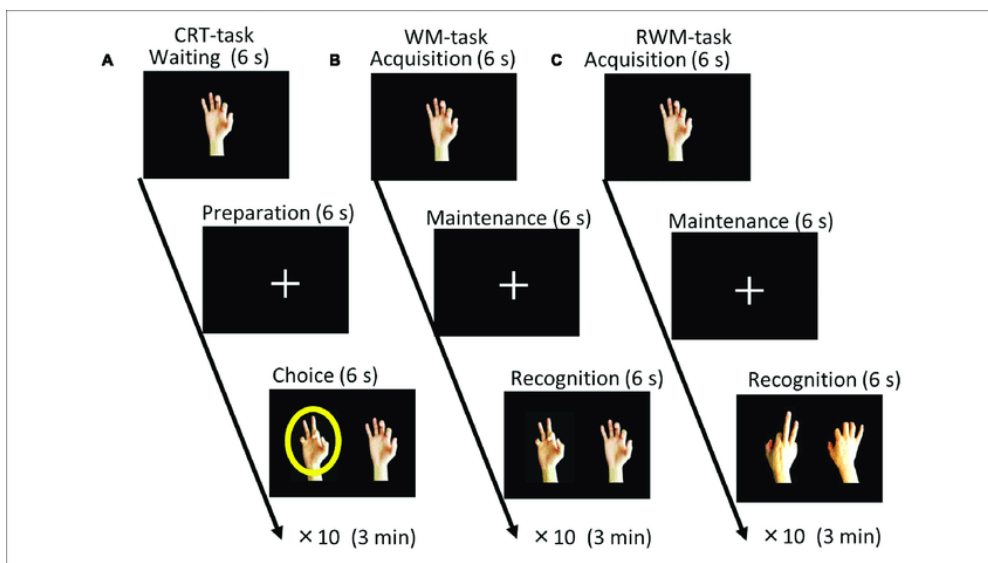 A
CRT-task
Waiting (6 s)
Preparation (6 s)
Choice (6 s)
× 10 (3 min)
B
WM-task
Acquisition (6 s)
Maintenance (6 s)
Recognition (6 s)
× 10 (3 min)
C
RWM-task
Acquisition (6 s)
Maintenance (6 s)
Recognition (6 s)
× 10 (3 min)